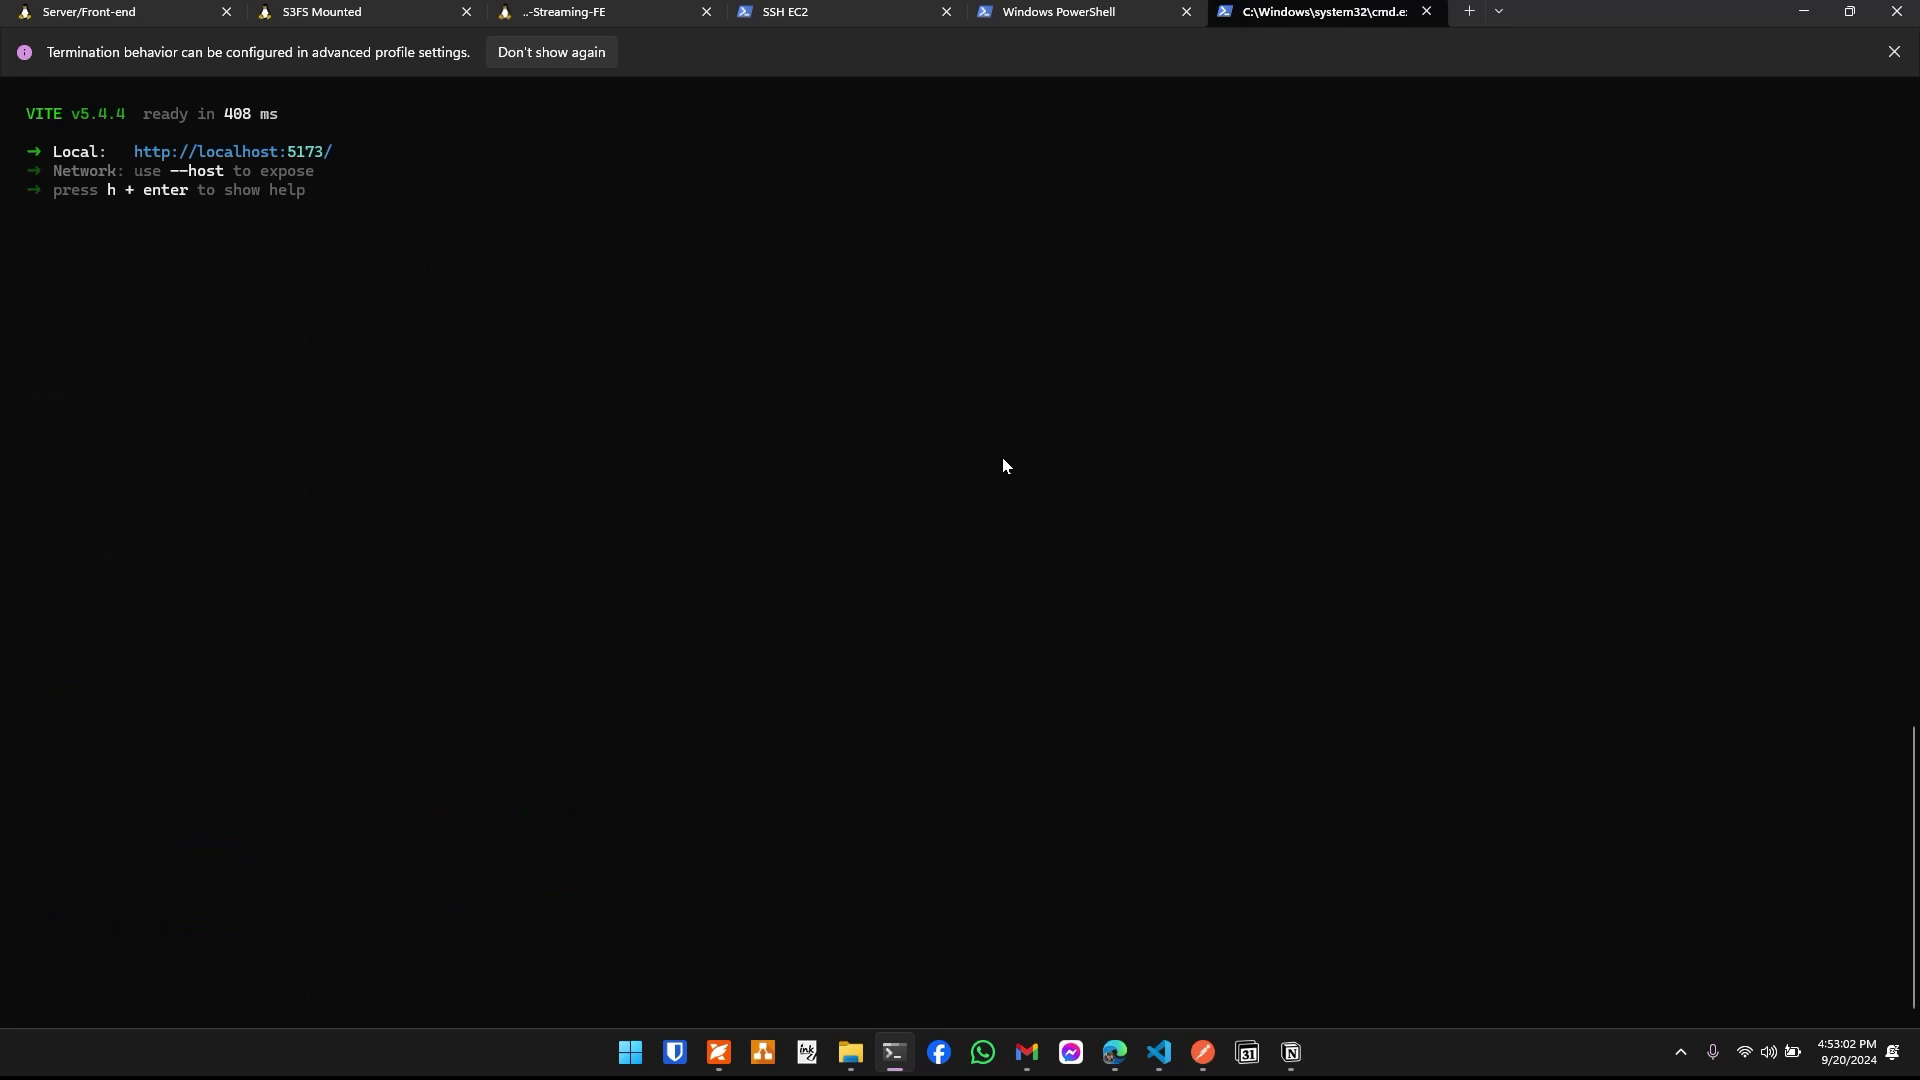 Server/Front-end
S3FS Mounted
..-Streaming-FE
SSH EC2
Windows PowerShell
C:\Windows\system32\cmd.e:
Termination behavior can be configured in advanced profile settings.
Don't show again
VITE v5.4.4 ready in 408 ms
➜ Local: http://localhost:5173/
➜ Network: use --host to expose
➜ press h + enter to show help
ink
31
N
4:53:02 PM
9/20/2024